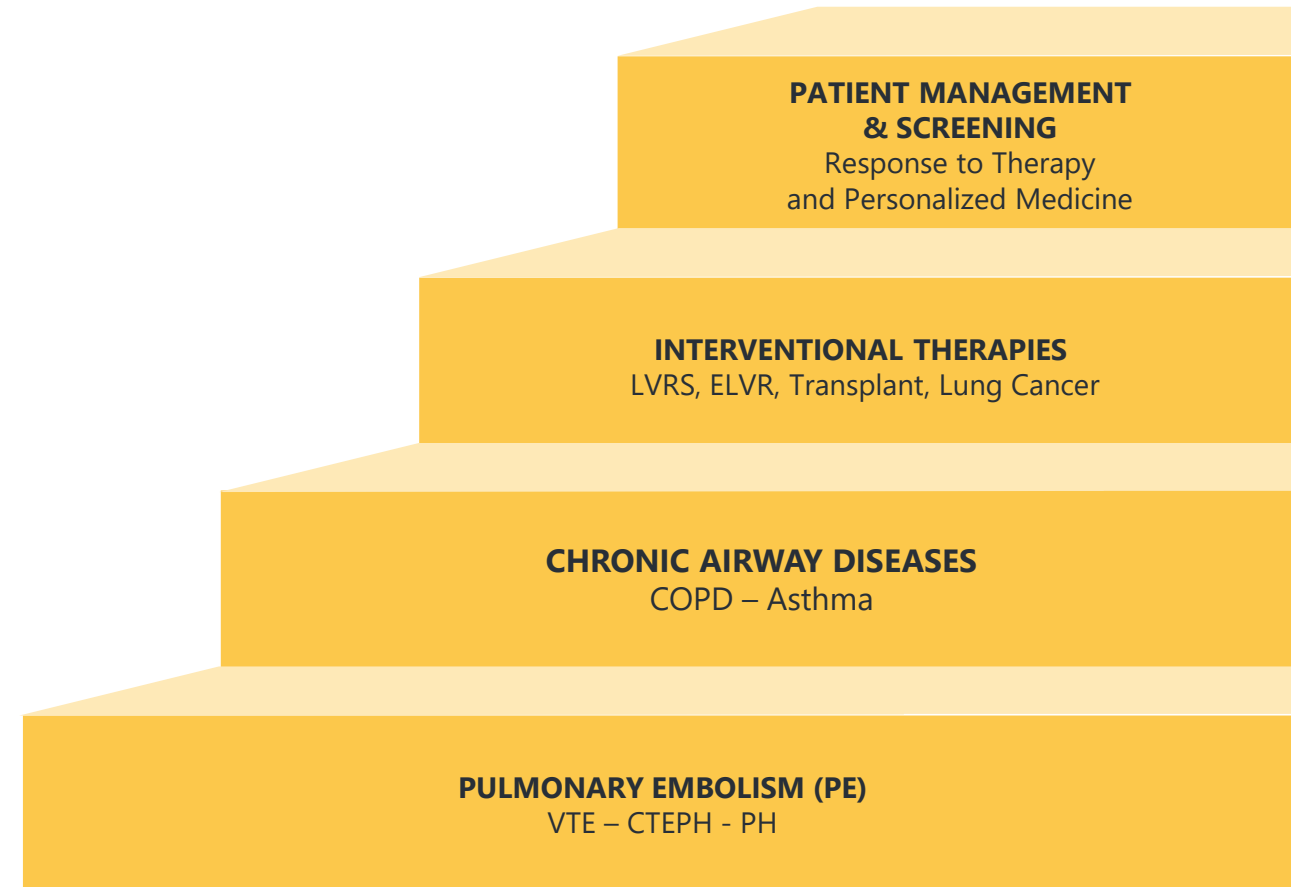 PATIENT MANAGEMENT
& SCREENING
Response to Therapy
and Personalized Medicine
INTERVENTIONAL THERAPIES
LVRS, ELVR, Transplant, Lung Cancer
CHRONIC AIRWAY DISEASES
COPD – Asthma
PULMONARY EMBOLISM (PE)
VTE – CTEPH - PH